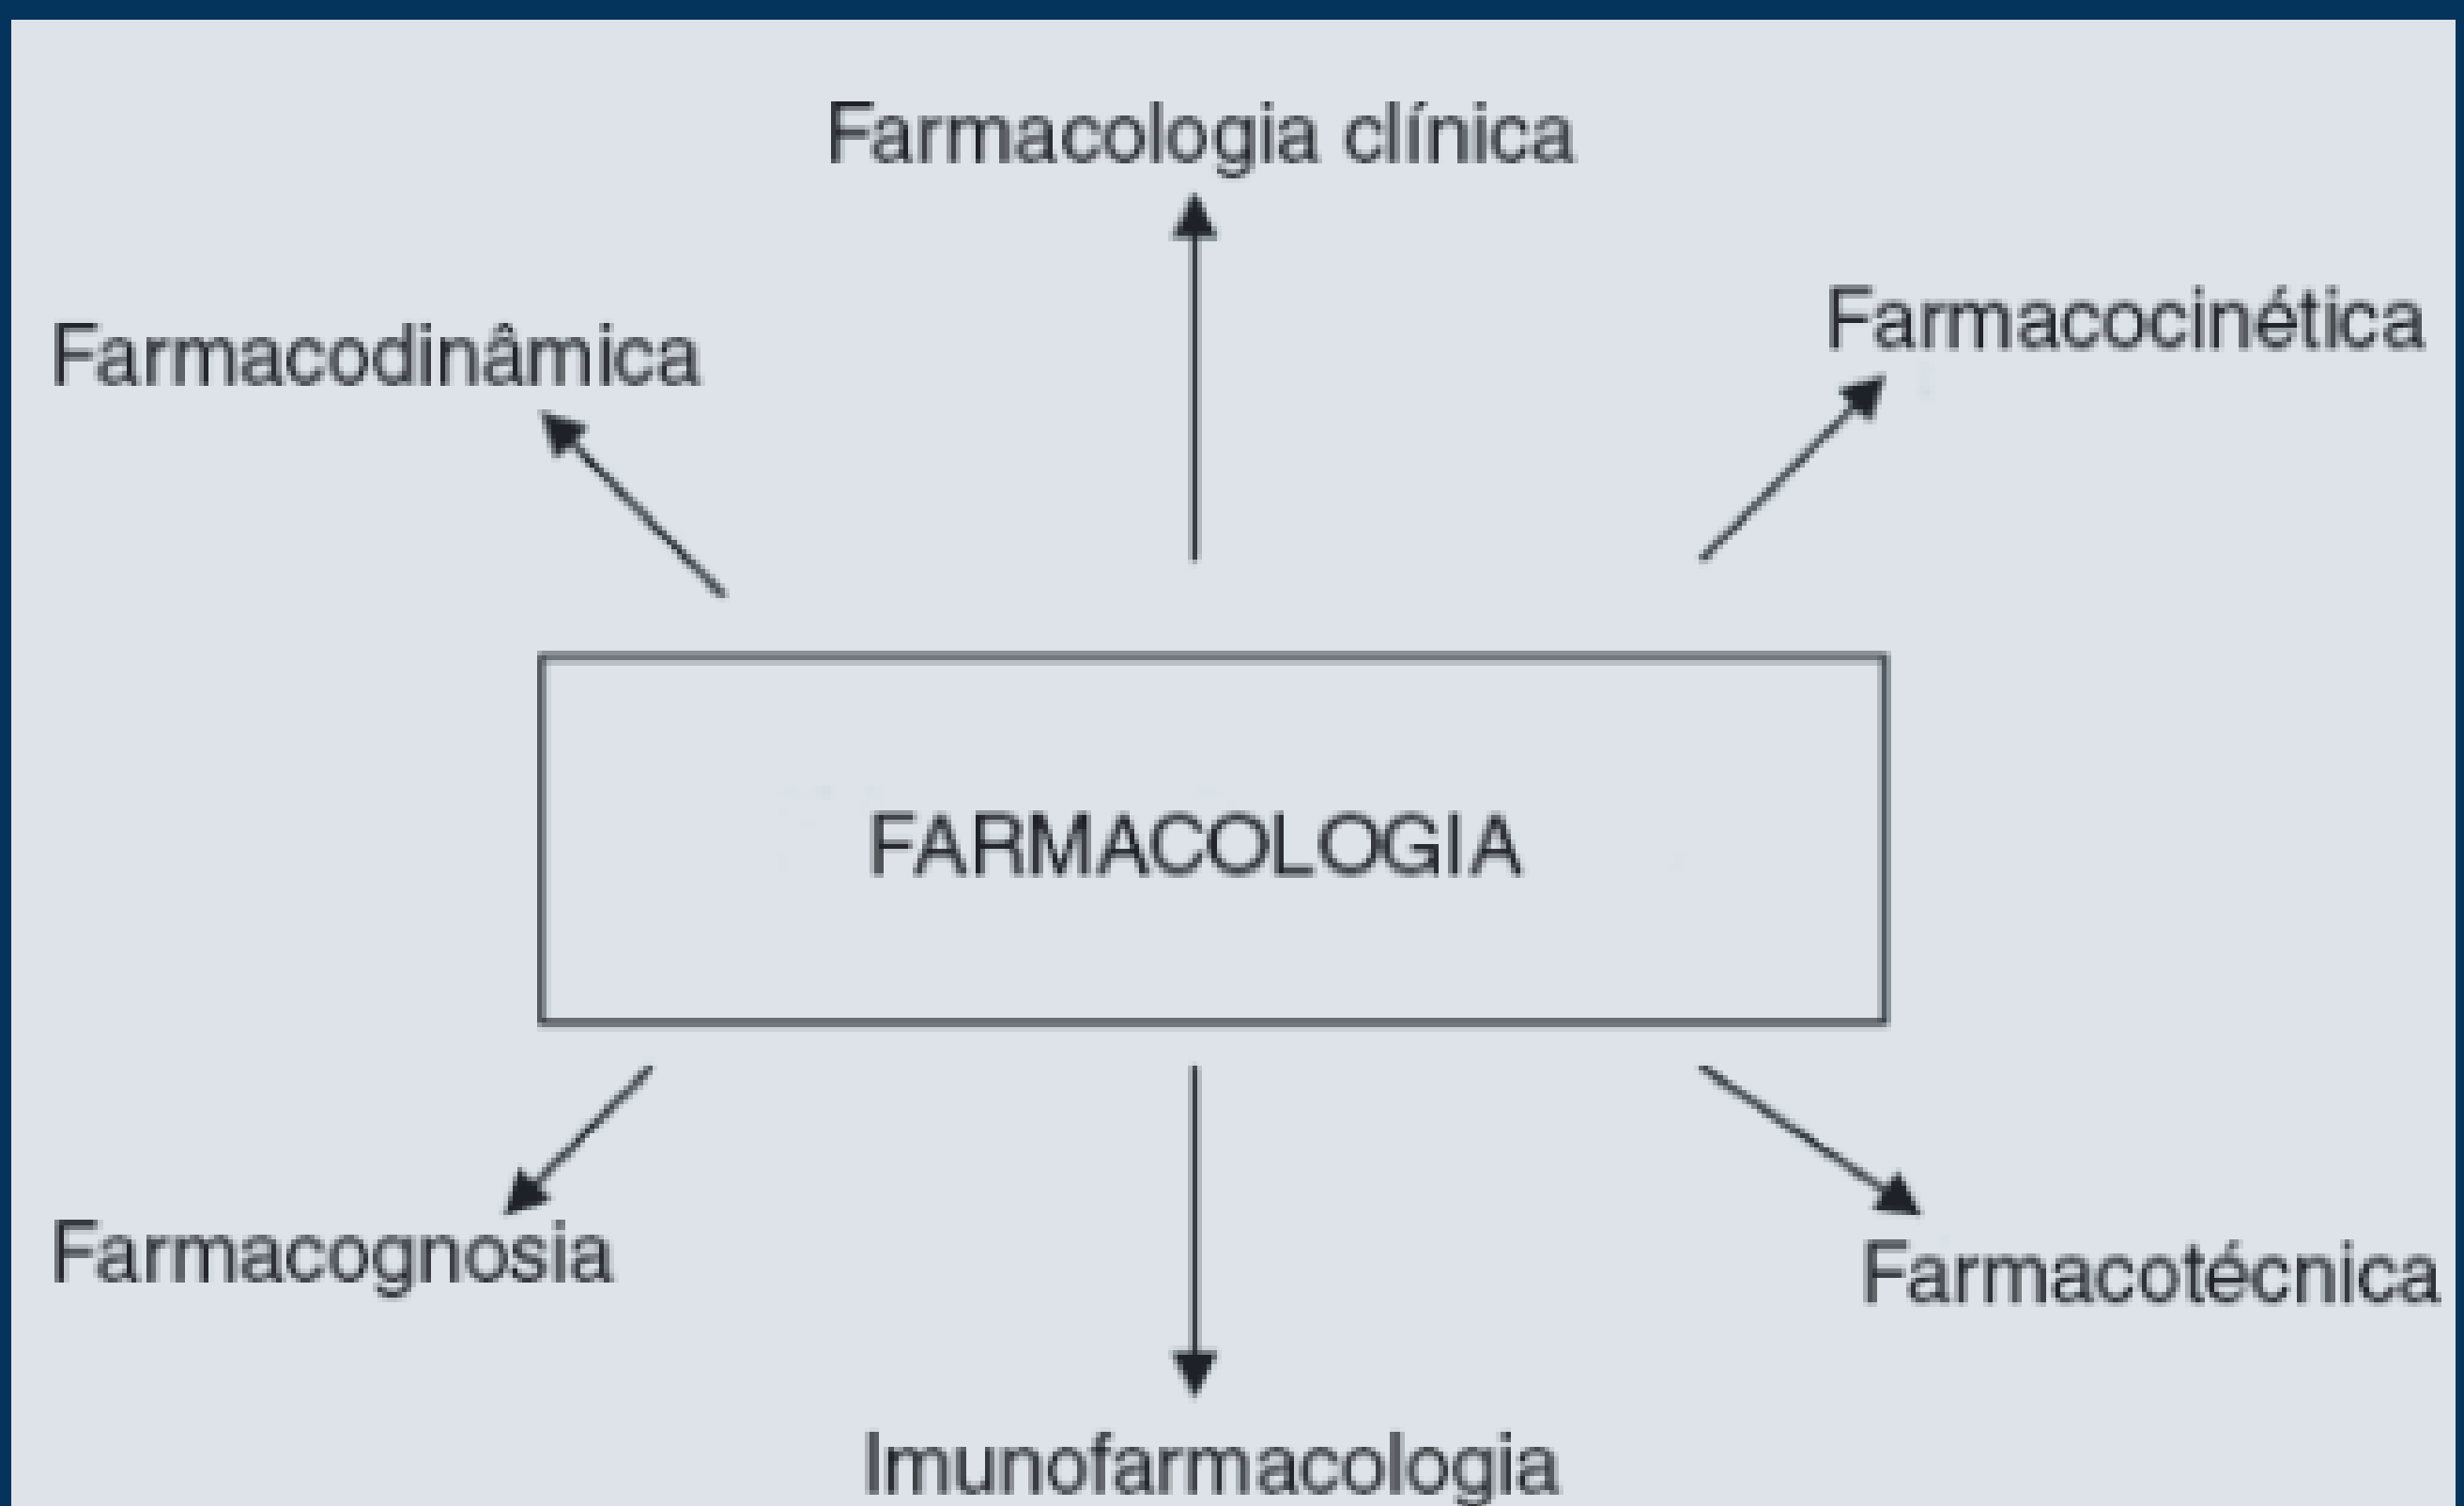 Farmacologia clínica
Farmacocinética
Farmacodinâmica
FARMACOLOGIA
Farmacognosia
Farmacotécnica
Imunofarmacologia